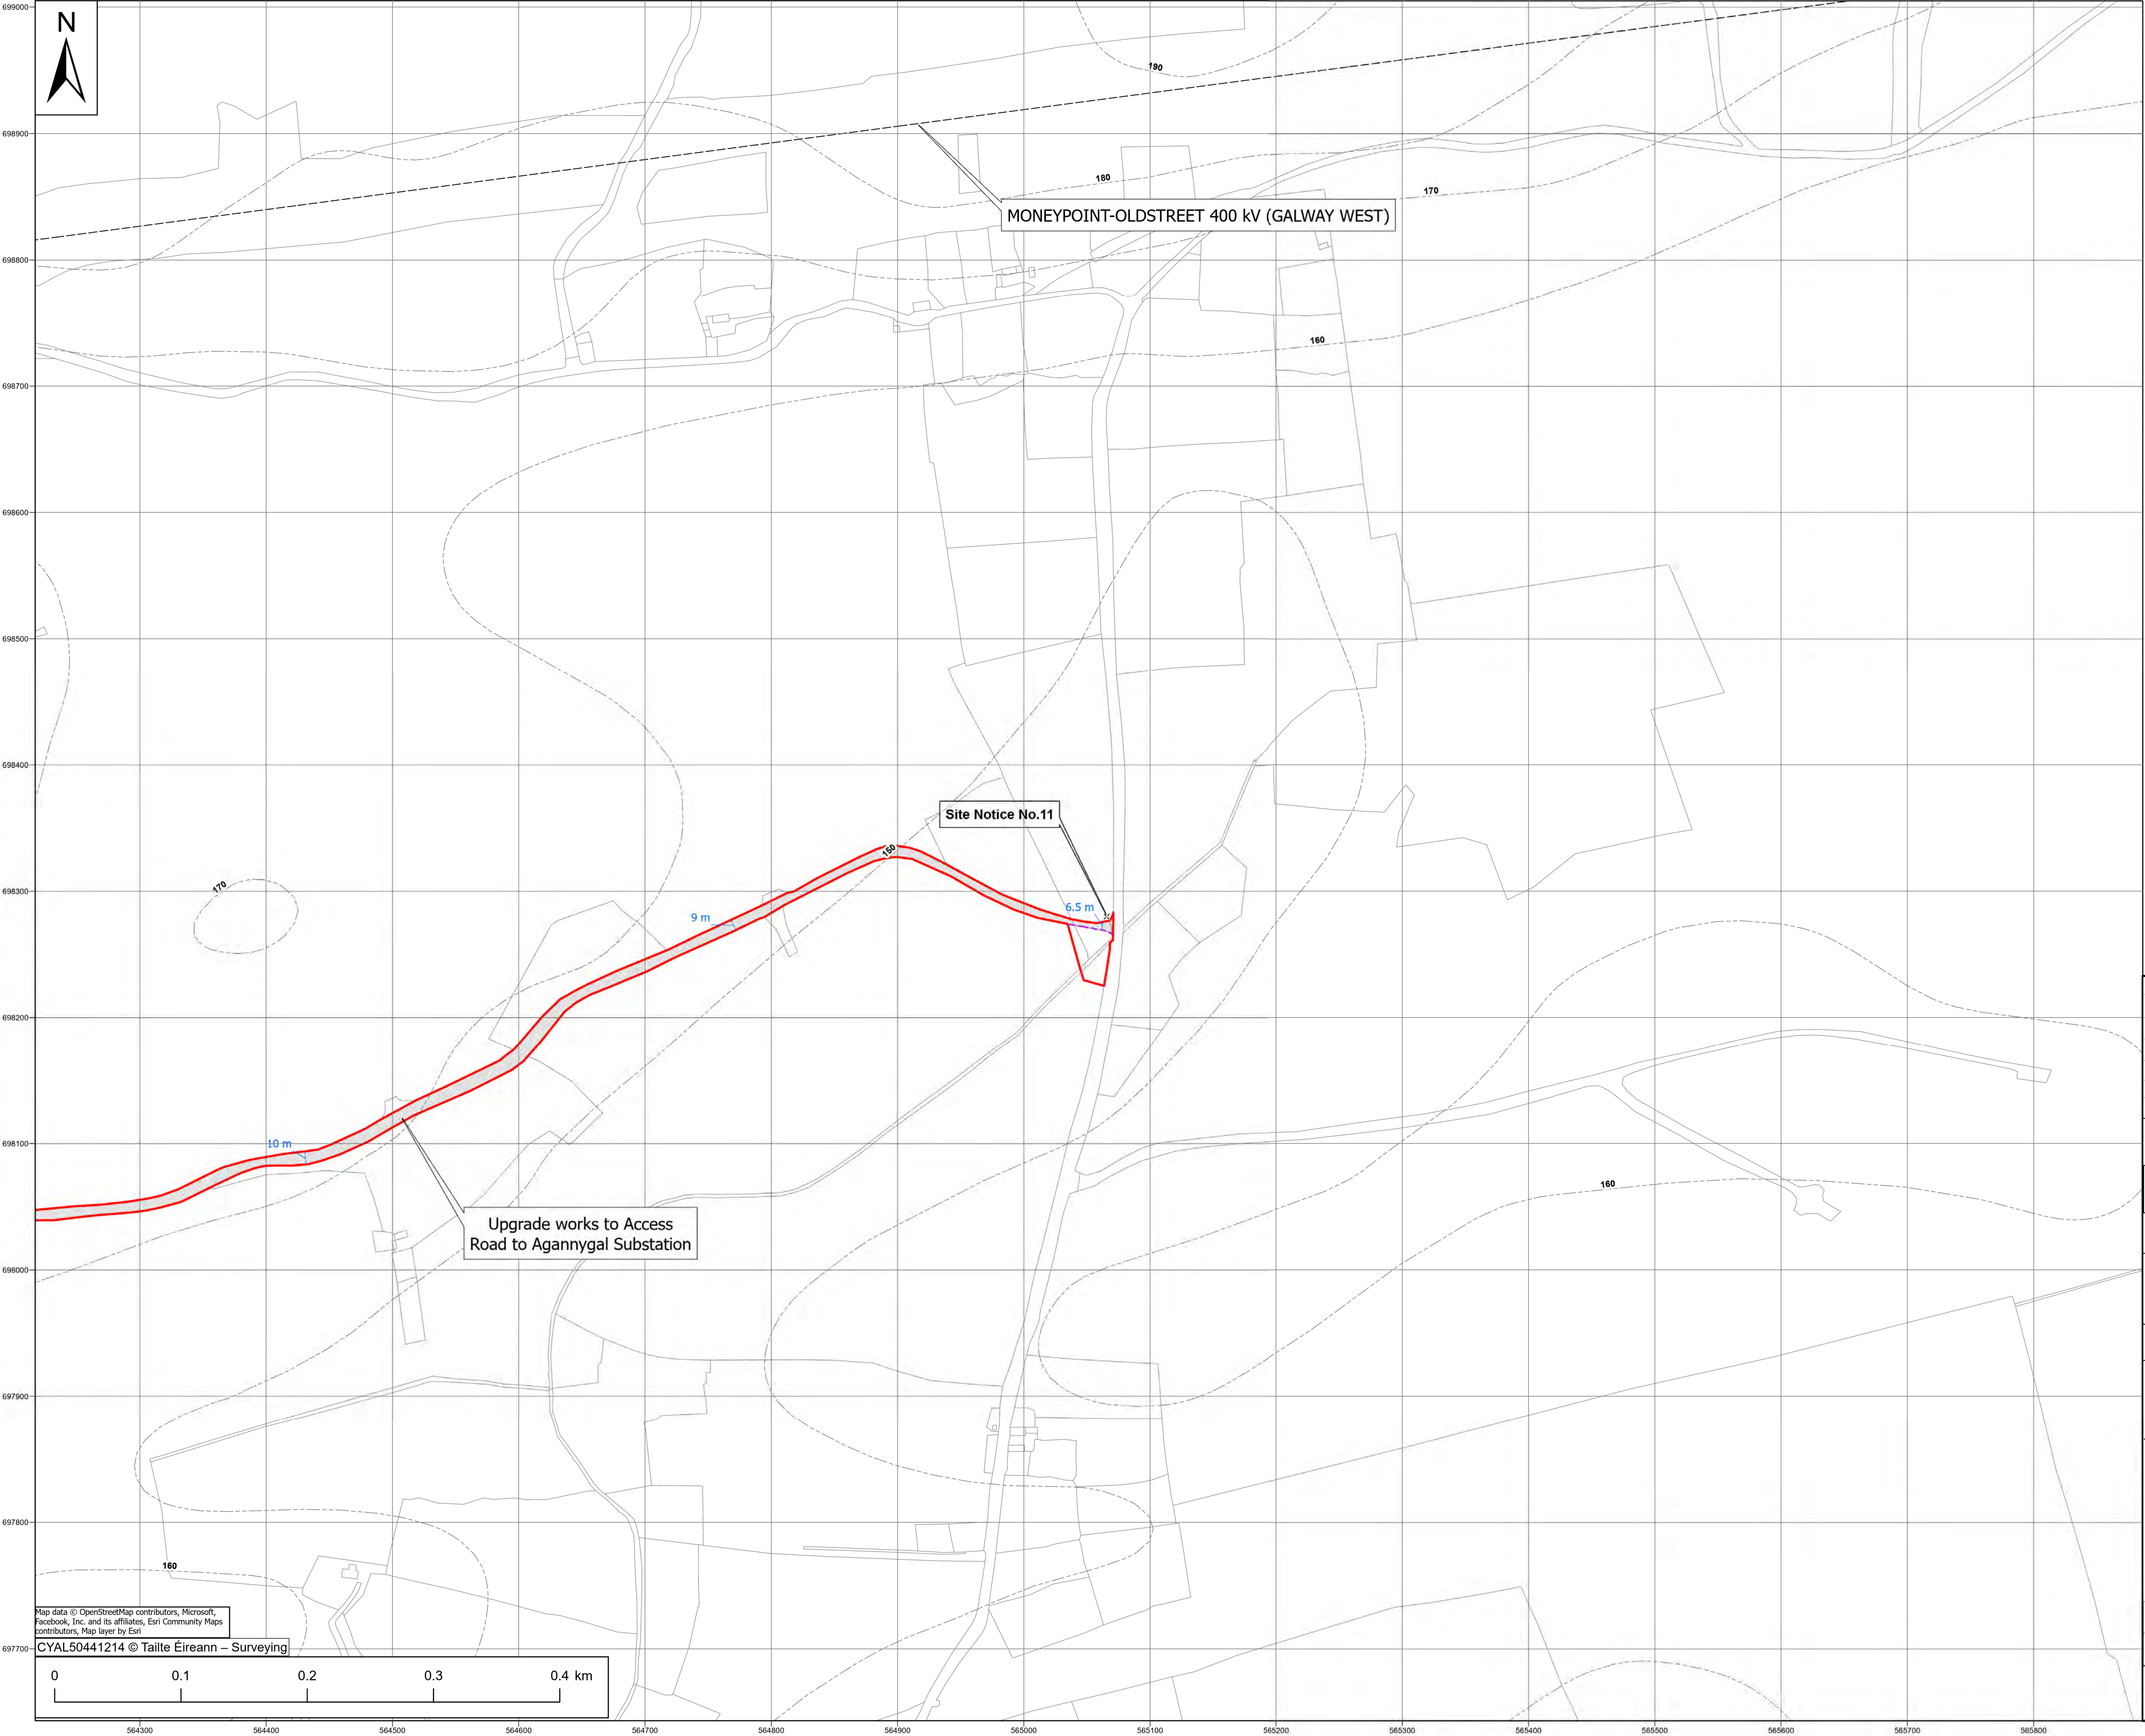 699000
N
190
698900
180
170
MONEYPOINT-OLDSTREET 400 kV (GALWAY WEST)
698800
160
698700
698600
698500
698400
Site Notice No.11
150
170
698300
9 m
6.5 m
698200
698100
10 m
160
Upgrade works to Access
Road to Agannygal Substation
698000
697900
697800
160
Map data © OpenStreetMap contributors, Microsoft,
Facebook, Inc. and its affiliates, Esri Community Maps
contributors, Map layer by Esri
CYAL50441214 © Tailte Éireann – Surveying
697700
0 0.1 0.2 0.3 0.4 km
564300 564400 564500 564600 564700 564800 564900 565000 565100 565200 565300 565400 565500 565600 565700 565800